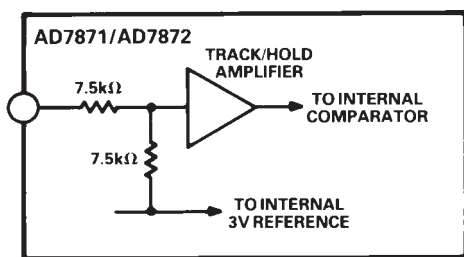 AD7871/AD7872
TRACK/HOLD
AMPLIFIER
7.5kΩ
TO INTERNAL
COMPARATOR
7.5kΩ
TO INTERNAL
3V REFERENCE